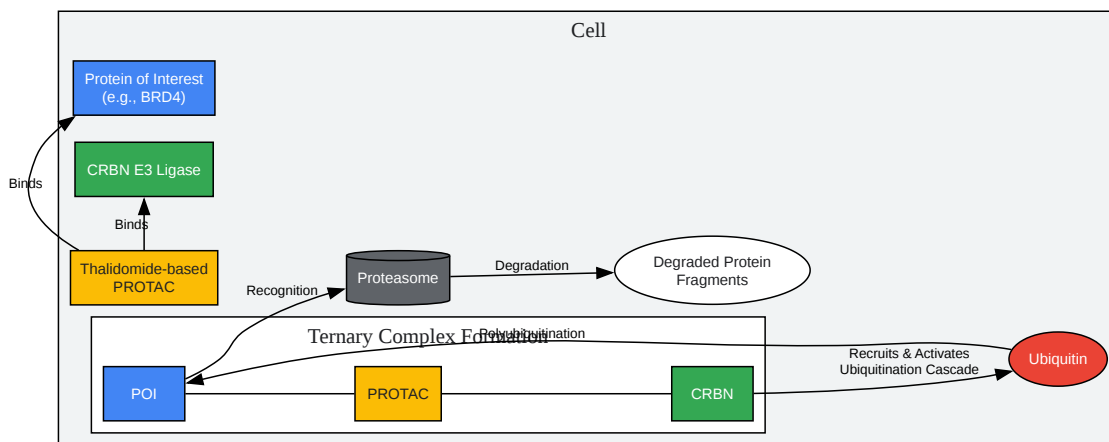 Cell
Protein of Interest
(e.g., BRD4)
CRBN E3 Ligase
Binds
Binds
Thalidomide-based
PROTAC
Proteasome
Degradation
Degraded Protein
Fragments
Recognition
Ternary Complex Formation
Polyubiquitination
Recruits & Activates
Ubiquitination Cascade
Ubiquitin
POI
PROTAC
CRBN